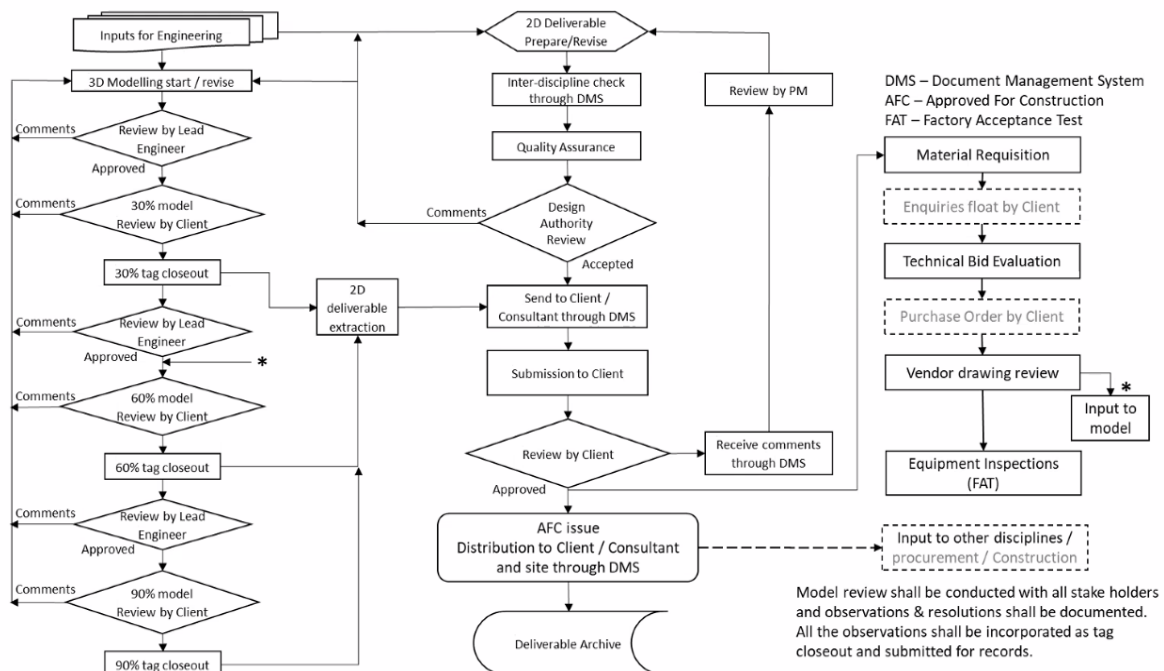 Inputs for Engineering
3D Modelling start / revise
Comments
Review by Lead
Engineer
Approved
Comments
30% model
Review by Client
30% tag closeout
Comments
Review by Lead
Engineer
Approved
*
Comments
60% model
Review by Client
60% tag closeout
Comments
Review by Lead
Engineer
Approved
Comments
90% model
Review by Client
90% tag closeout
2D
deliverable
extraction
2D Deliverable
Prepare/Revise
Inter-discipline check
through DMS
Quality Assurance
Comments
Design
Authority
Review
Accepted
Send to Client /
Consultant through DMS
Submission to Client
Review by Client
Approved
AFC issue
Distribution to Client / Consultant
and site through DMS
Deliverable Archive
Review by PM
Receive comments
through DMS
DMS – Document Management System
AFC – Approved For Construction
FAT – Factory Acceptance Test
Material Requisition
Enquiries float by Client
Technical Bid Evaluation
Purchase Order by Client
Vendor drawing review
*
Input to
model
Equipment Inspections
(FAT)
Input to other disciplines /
procurement / Construction
Model review shall be conducted with all stake holders
and observations & resolutions shall be documented.
All the observations shall be incorporated as tag
closeout and submitted for records.